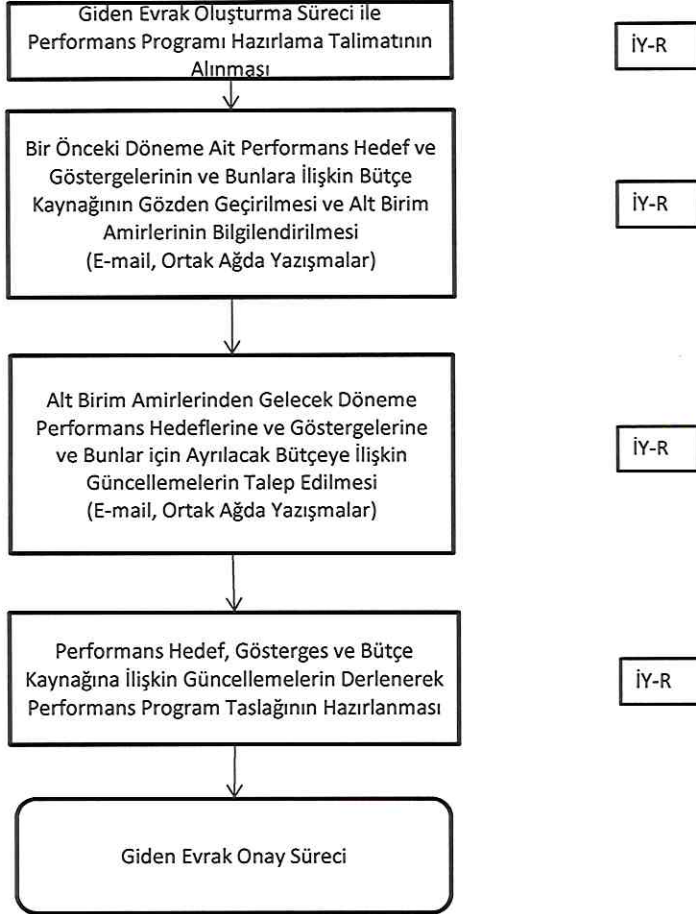 Giden Evrak Oluşturma Süreci ile
Performans Programı Hazırlama Talimatının
Alınması
İY-R
Bir Önceki Döneme Ait Performans Hedef ve
Göstergelerinin ve Bunlara İlişkin Bütçe
Kaynağının Gözden Geçirilmesi ve Alt Birim
Amirlerinin Bilgilendirilmesi
(E-mail, Ortak Ağda Yazışmalar)
İY-R
Alt Birim Amirlerinden Gelecek Döneme
Performans Hedeflerine ve Göstergelerine
ve Bunlar için Ayrılacak Bütçeye İlişkin
Güncellemelerin Talep Edilmesi
(E-mail, Ortak Ağda Yazışmalar)
İY-R
Performans Hedef, Gösterges ve Bütçe
Kaynağına İlişkin Güncellemelerin Derlenerek
Performans Program Taslağının Hazırlanması
İY-R
Giden Evrak Onay Süreci